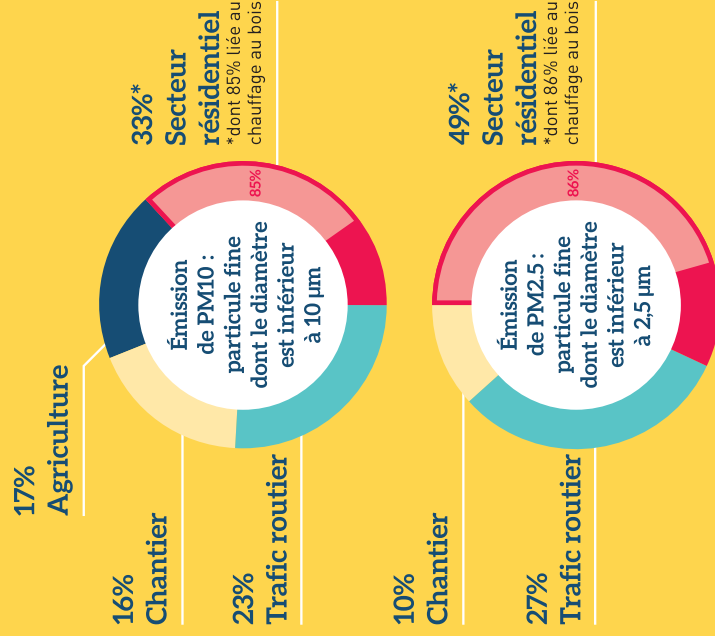 17%
Agriculture
16%
Chantier
23%
Trafic routier
33%*
Secteur
résidentiel
*dont 85% liée au
chauffage au bois
85%
Émission
de PM10 :
particule fine
dont le diamètre
est inférieur
à 10 µm
10%
Chantier
27%
Trafic routier
49%*
Secteur
résidentiel
*dont 86% liée au
chauffage au bois
86%
Émission
de PM2.5 :
particule fine
dont le diamètre
est inférieur
à 2,5 µm